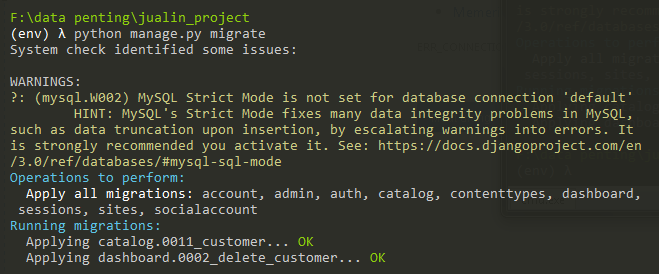 F:\data penting\jualin_project
(env) λ python manage.py migrate
System check identified some issues:

WARNINGS:
?: (mysql.W002) MySQL Strict Mode is not set for database connection 'default'
        HINT: MySQL's Strict Mode fixes many data integrity problems in MySQL,
such as data truncation upon insertion, by escalating warnings into errors. It
is strongly recommended you activate it. See: https://docs.djangoproject.com/en
/3.0/ref/databases/#mysql-sql-mode
Operations to perform:
  Apply all migrations: account, admin, auth, catalog, contenttypes, dashboard,
 sessions, sites, socialaccount
Running migrations:
  Applying catalog.0011_customer... OK
  Applying dashboard.0002_delete_customer... OK